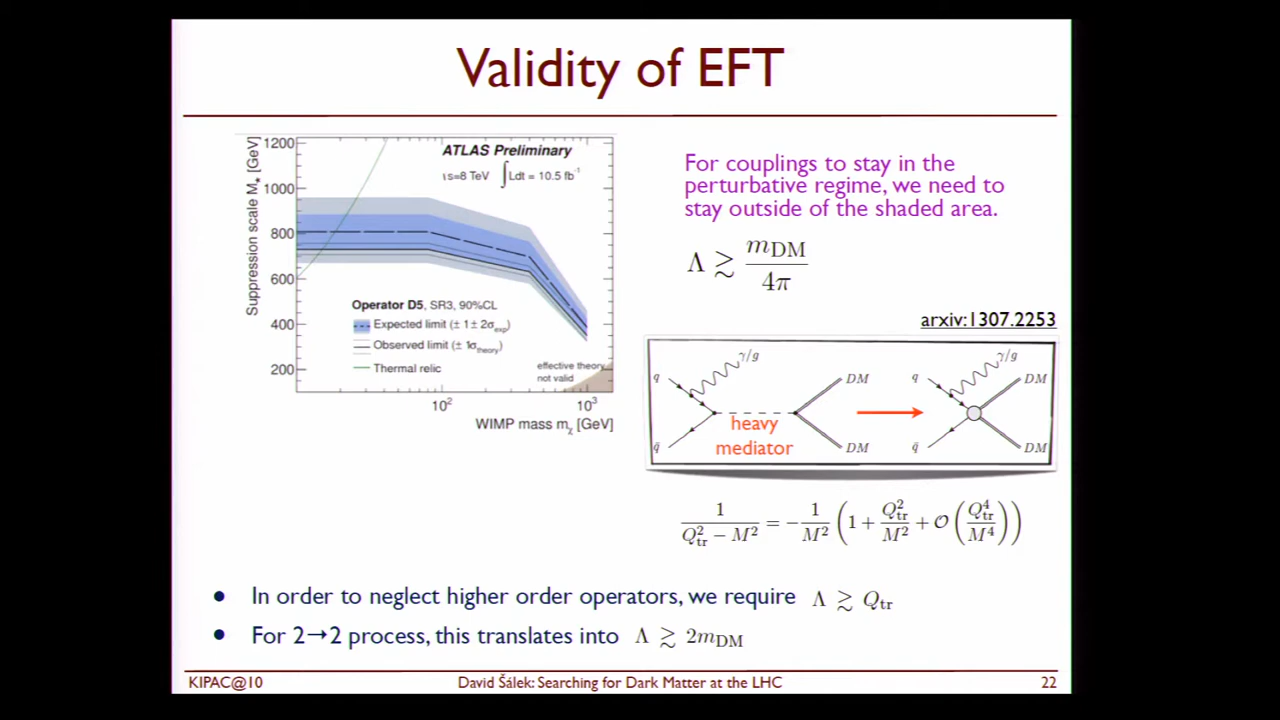 Validity of EFT
1200
1000
800
600
400
200
Suppression scale M* [GeV]
ATLAS Preliminary
√s=8 TeV ∫Ldt = 10.5 fb⁻¹
Operator D5, SR3, 90%CL
Expected limit (± 1 ± 2σexp)
Observed limit (± 1σtheory)
Thermal relic
effective theory
not valid
10² 10³
WIMP mass mχ [GeV]
For couplings to stay in the
perturbative regime, we need to
stay outside of the shaded area.
Λ ≳ mDM / 4π
arxiv:1307.2253
q γ/g DM q γ/g DM
heavy
mediator
q̄ DM q̄ DM
1/(Q²tr − M²) = −1/M² (1 + Q²tr/M² + O(Q⁴tr/M⁴))
• In order to neglect higher order operators, we require Λ ≳ Qtr
• For 2→2 process, this translates into Λ ≳ 2mDM
KIPAC@10 David Šálek: Searching for Dark Matter at the LHC 22